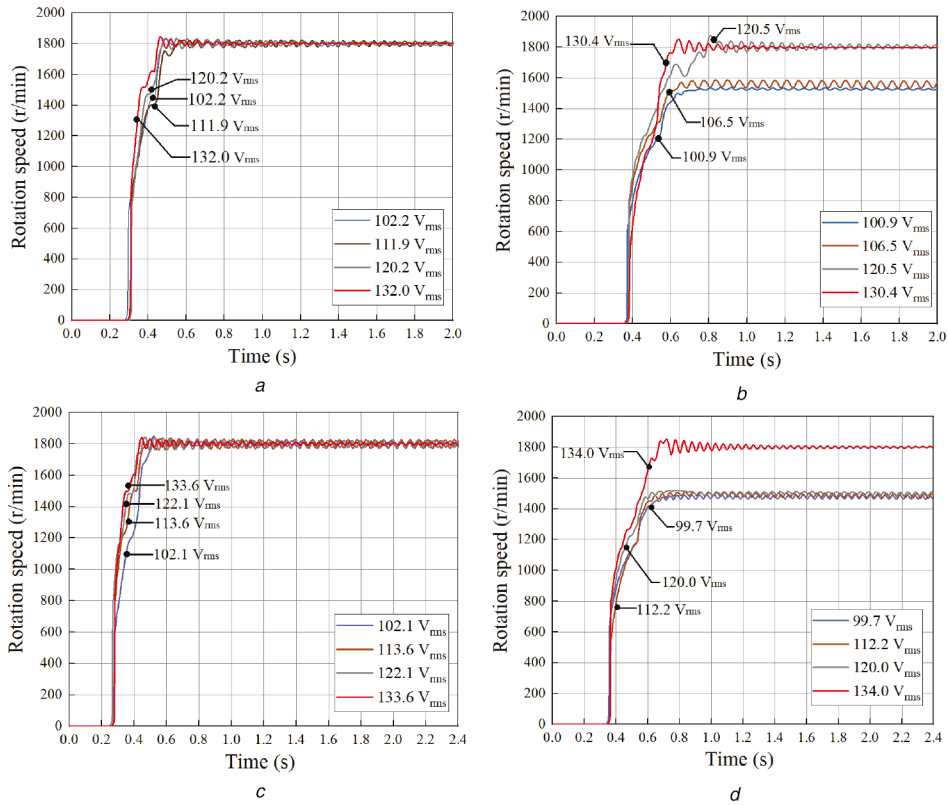 Rotation speed (r/min)
2000
1800
1600
1400
1200
1000
800
600
400
200
0
120.2 Vrms
102.2 Vrms
111.9 Vrms
132.0 Vrms
102.2 Vrms
111.9 Vrms
120.2 Vrms
132.0 Vrms
0.0 0.2 0.4 0.6 0.8 1.0 1.2 1.4 1.6 1.8 2.0
Time (s)
a
Rotation speed (r/min)
2000
1800
1600
1400
1200
1000
800
600
400
200
0
120.5 Vrms
130.4 Vrms
106.5 Vrms
100.9 Vrms
100.9 Vrms
106.5 Vrms
120.5 Vrms
130.4 Vrms
0.0 0.2 0.4 0.6 0.8 1.0 1.2 1.4 1.6 1.8 2.0
Time (s)
b
Rotation speed (r/min)
2000
1800
1600
1400
1200
1000
800
600
400
200
0
133.6 Vrms
122.1 Vrms
113.6 Vrms
102.1 Vrms
102.1 Vrms
113.6 Vrms
122.1 Vrms
133.6 Vrms
0.0 0.2 0.4 0.6 0.8 1.0 1.2 1.4 1.6 1.8 2.0 2.2 2.4
Time (s)
c
Rotation speed (r/min)
2000
1800
1600
1400
1200
1000
800
600
400
200
0
134.0 Vrms
99.7 Vrms
120.0 Vrms
112.2 Vrms
99.7 Vrms
112.2 Vrms
120.0 Vrms
134.0 Vrms
0.0 0.2 0.4 0.6 0.8 1.0 1.2 1.4 1.6 1.8 2.0 2.2 2.4
Time (s)
d